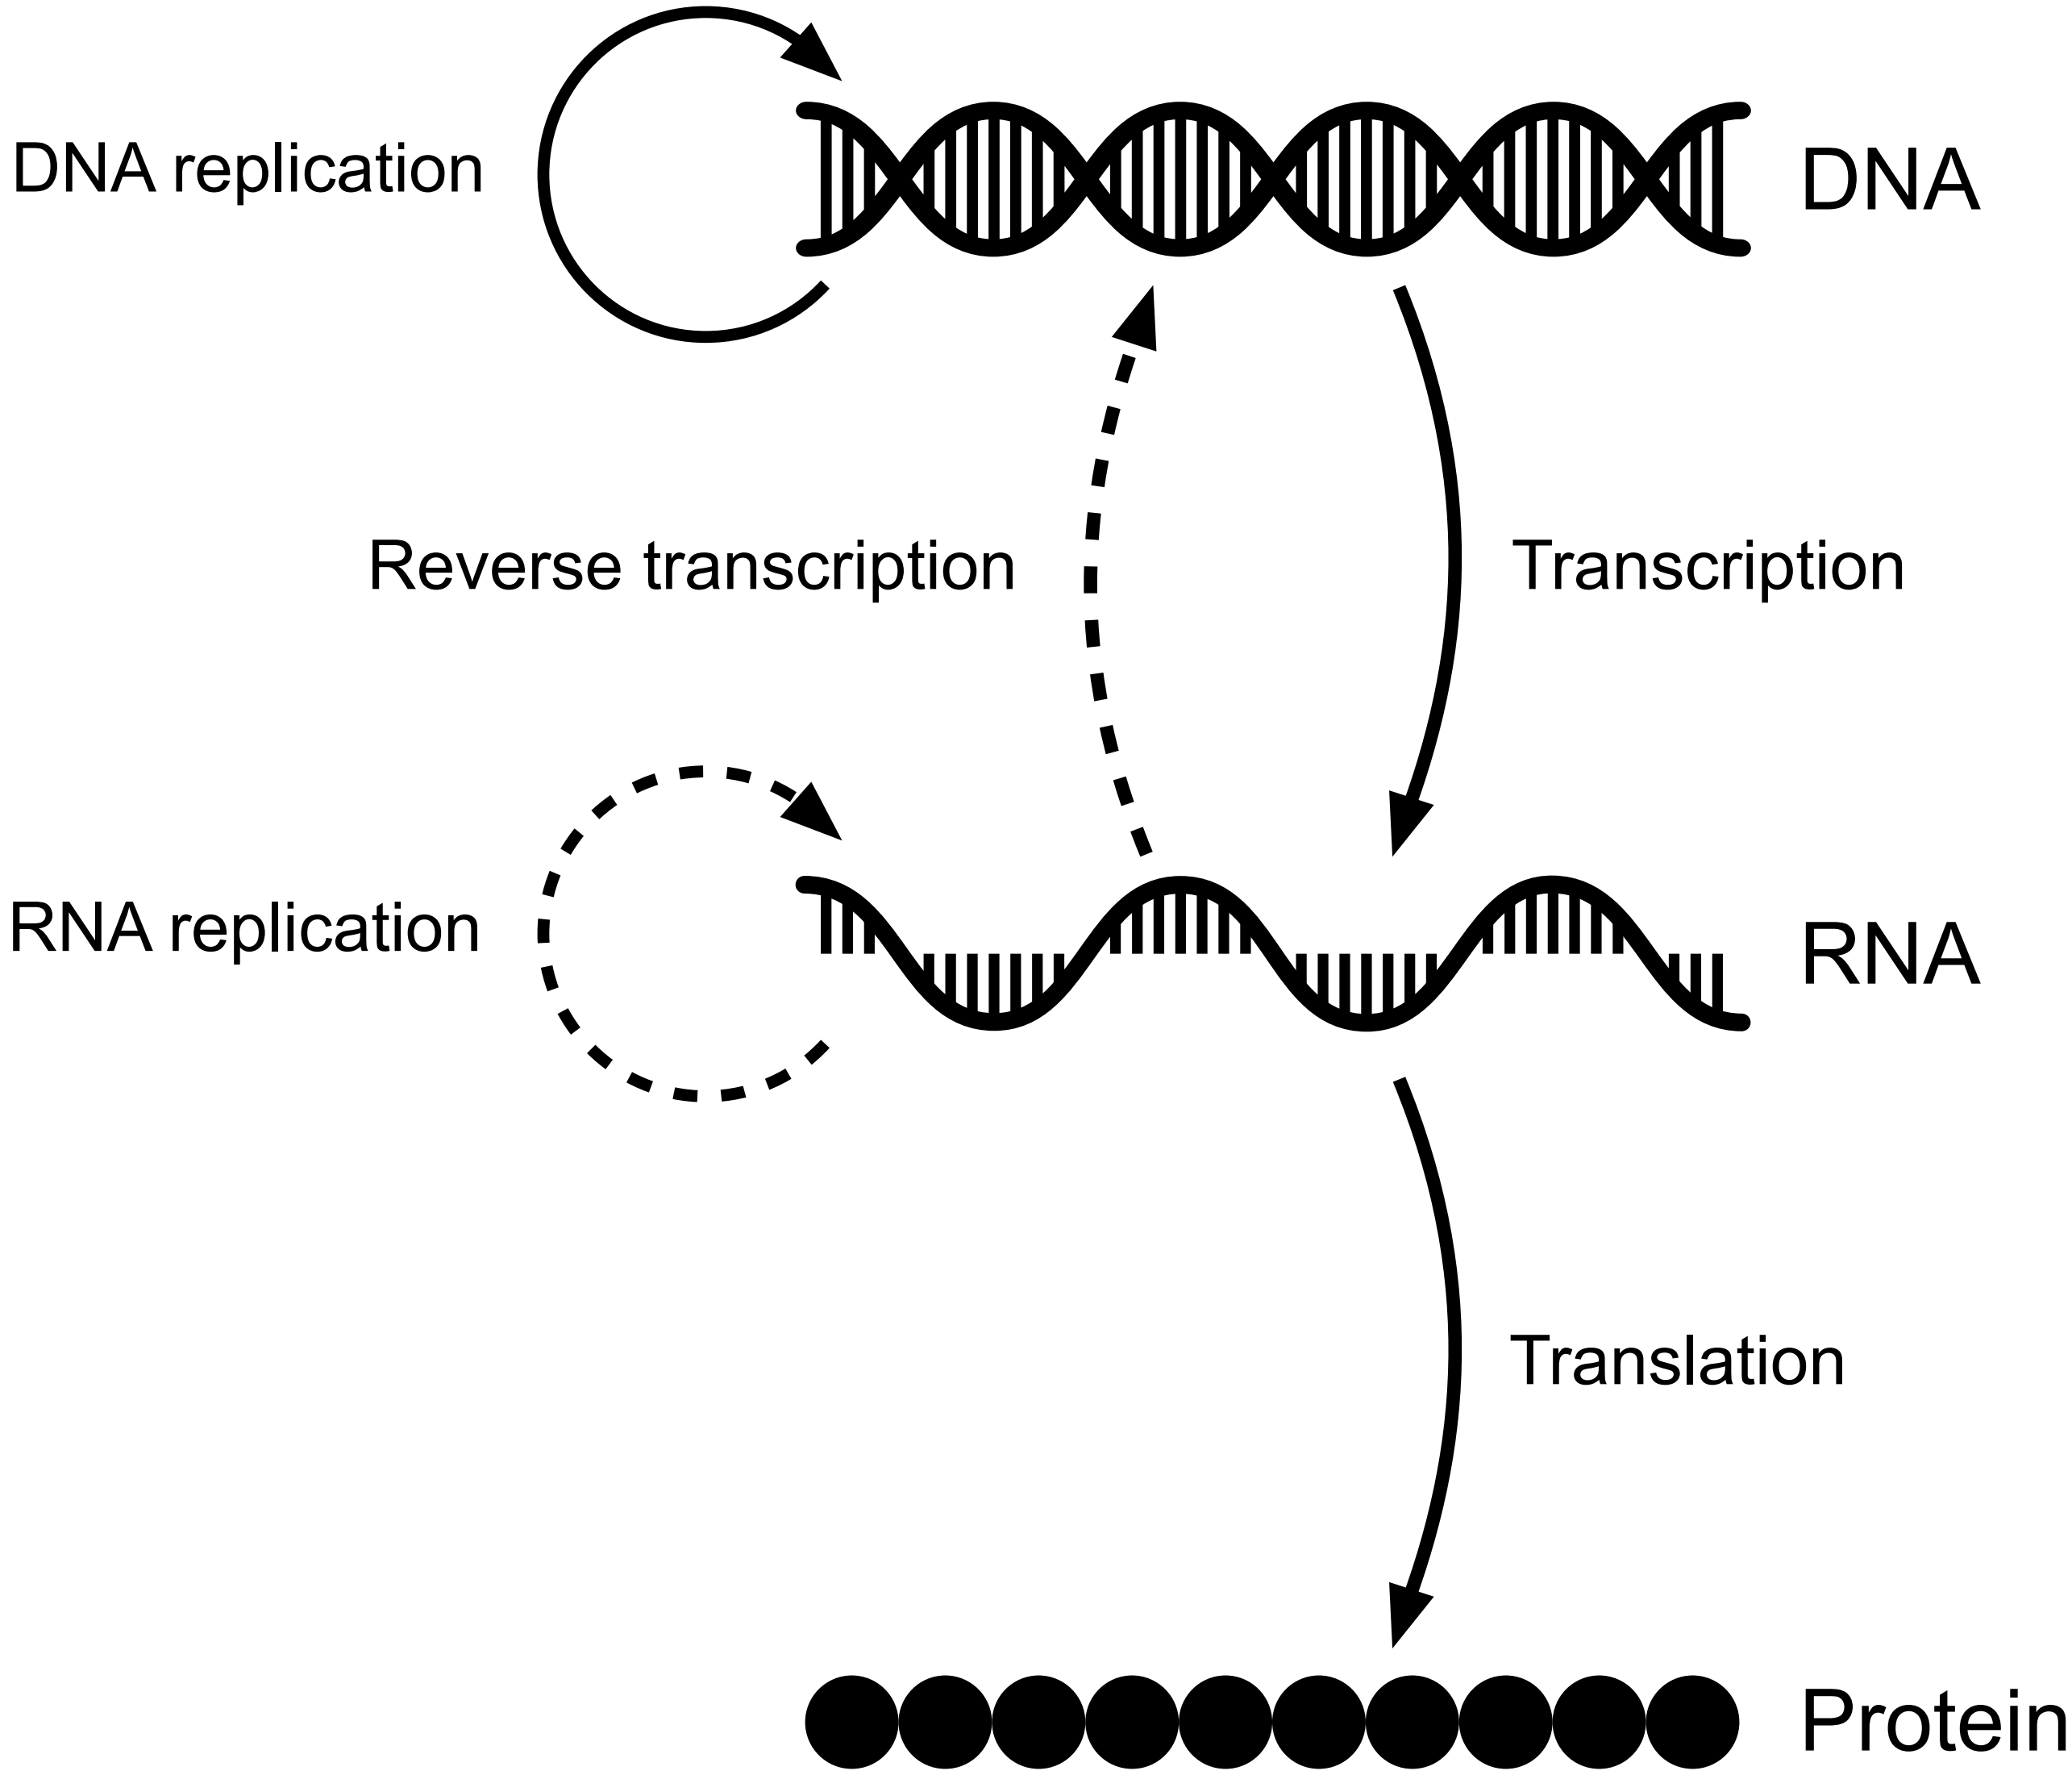 DNA replication
DNA
Reverse transcription
Transcription
RNA replication
RNA
Translation
Protein